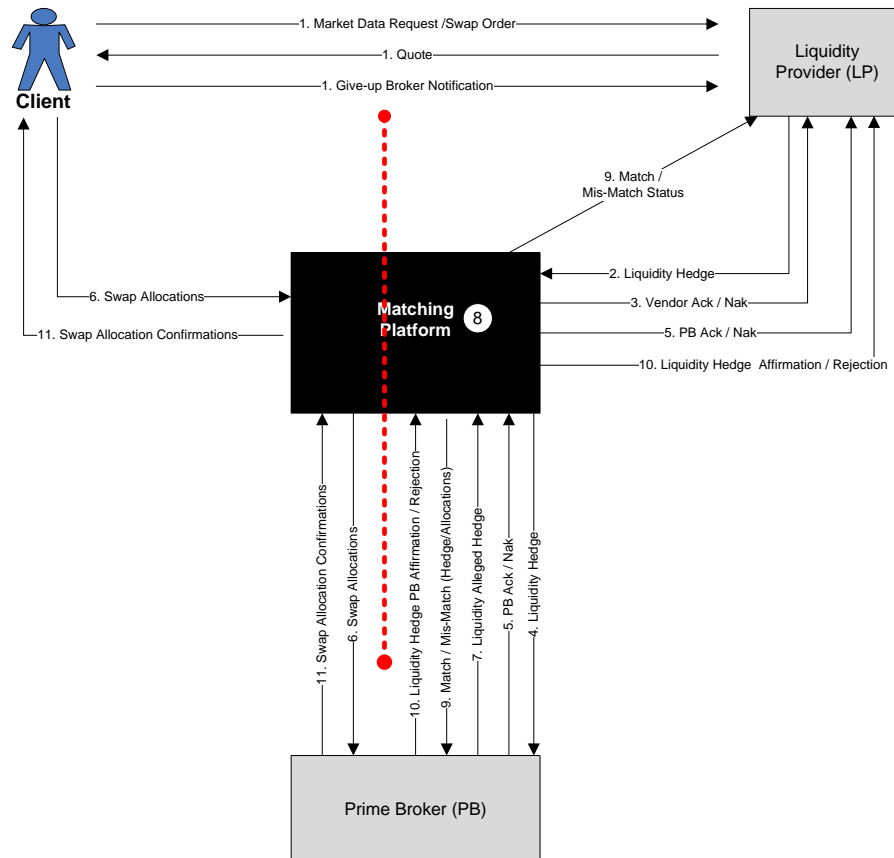 1. Market Data Request /Swap Order
1. Quote
1. Give-up Broker Notification
Client
Liquidity
Provider (LP)
9. Match /
Mis-Match Status
2. Liquidity Hedge
3. Vendor Ack / Nak
5. PB Ack / Nak
10. Liquidity Hedge  Affirmation / Rejection
6. Swap Allocations
11. Swap Allocation Confirmations
Matching
Platform
8
11. Swap Allocation Confirmations
6. Swap Allocations
10. Liquidity Hedge PB Affirmation / Rejection
9. Match / Mis-Match (Hedge/Allocations)
7. Liquidity Alleged Hedge
5. PB Ack / Nak
4. Liquidity Hedge
Prime Broker (PB)